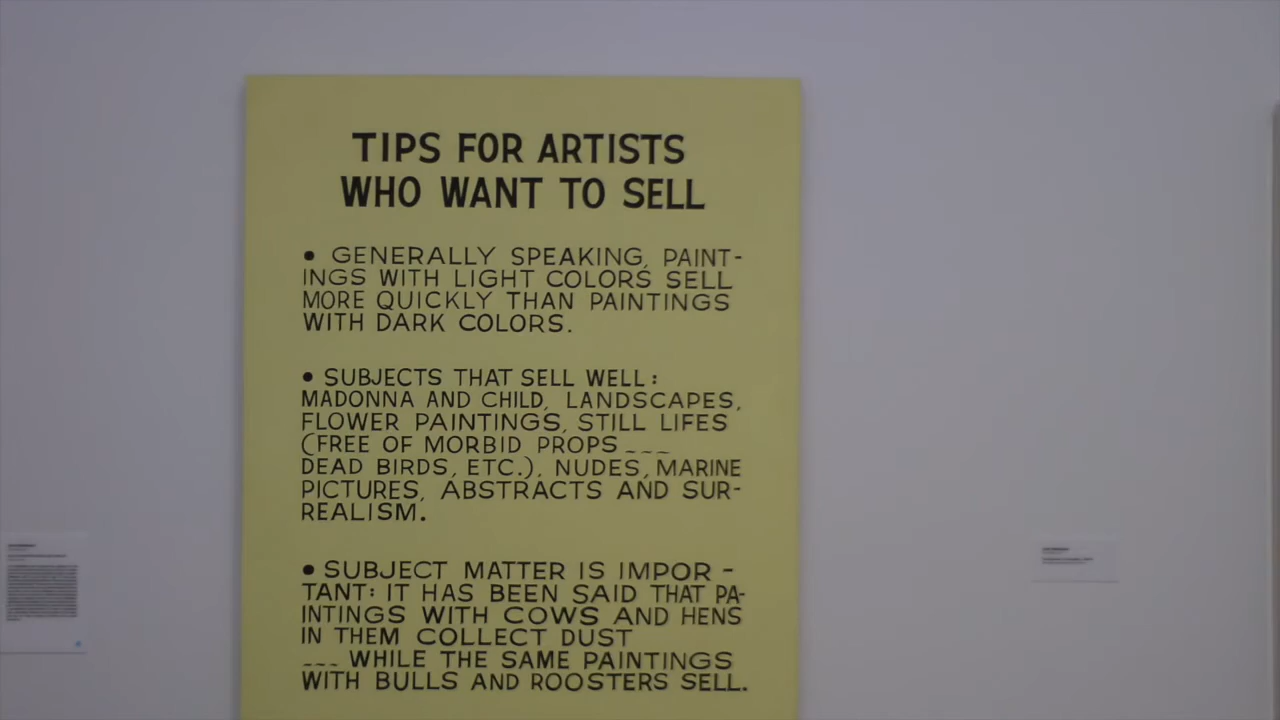 TIPS FOR ARTISTS
WHO WANT TO SELL
• GENERALLY SPEAKING, PAINT-
INGS WITH LIGHT COLORS SELL
MORE QUICKLY THAN PAINTINGS
WITH DARK COLORS.
• SUBJECTS THAT SELL WELL:
MADONNA AND CHILD, LANDSCAPES,
FLOWER PAINTINGS, STILL LIFES
(FREE OF MORBID PROPS ___
DEAD BIRDS, ETC.), NUDES, MARINE
PICTURES, ABSTRACTS AND SUR-
REALISM.
• SUBJECT MATTER IS IMPOR-
TANT: IT HAS BEEN SAID THAT PA-
INTINGS WITH COWS AND HENS
IN THEM COLLECT DUST
___ WHILE THE SAME PAINTINGS
WITH BULLS AND ROOSTERS SELL.